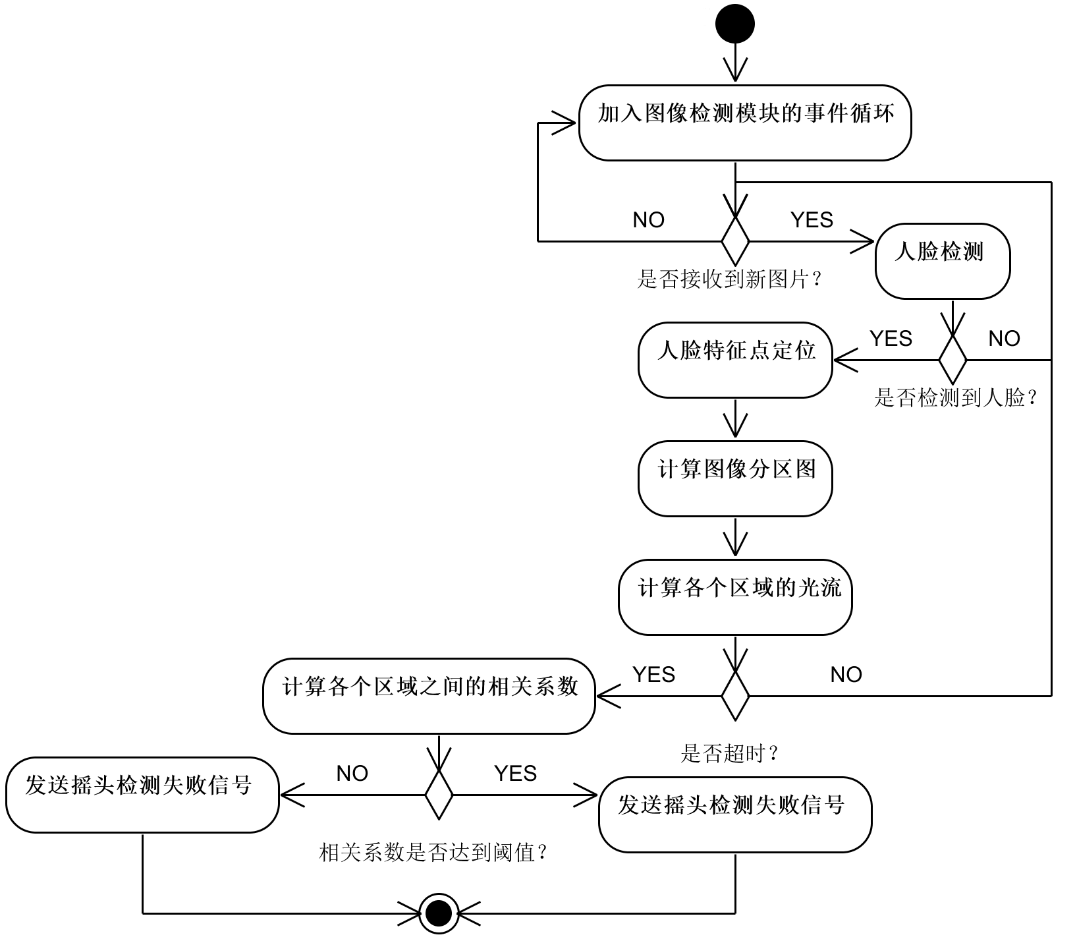 加入图像检测模块的事件循环
NO
YES
人脸检测
是否接收到新图片？
人脸特征点定位
YES
NO
是否检测到人脸？
计算图像分区图
计算各个区域的光流
计算各个区域之间的相关系数
YES
NO
是否超时？
发送摇头检测失败信号
NO
YES
发送摇头检测失败信号
相关系数是否达到阈值？